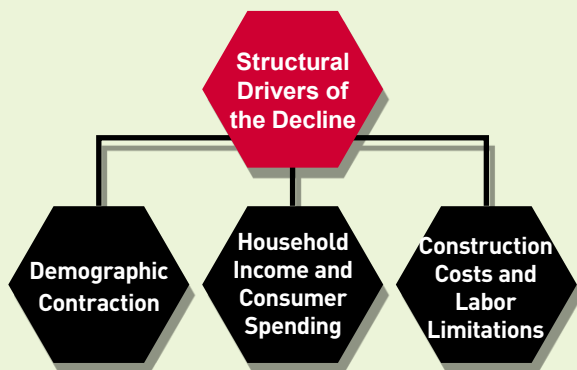 Structural
Drivers of
the Decline
Demographic
Contraction
Household
Income and
Consumer
Spending
Construction
Costs and
Labor
Limitations